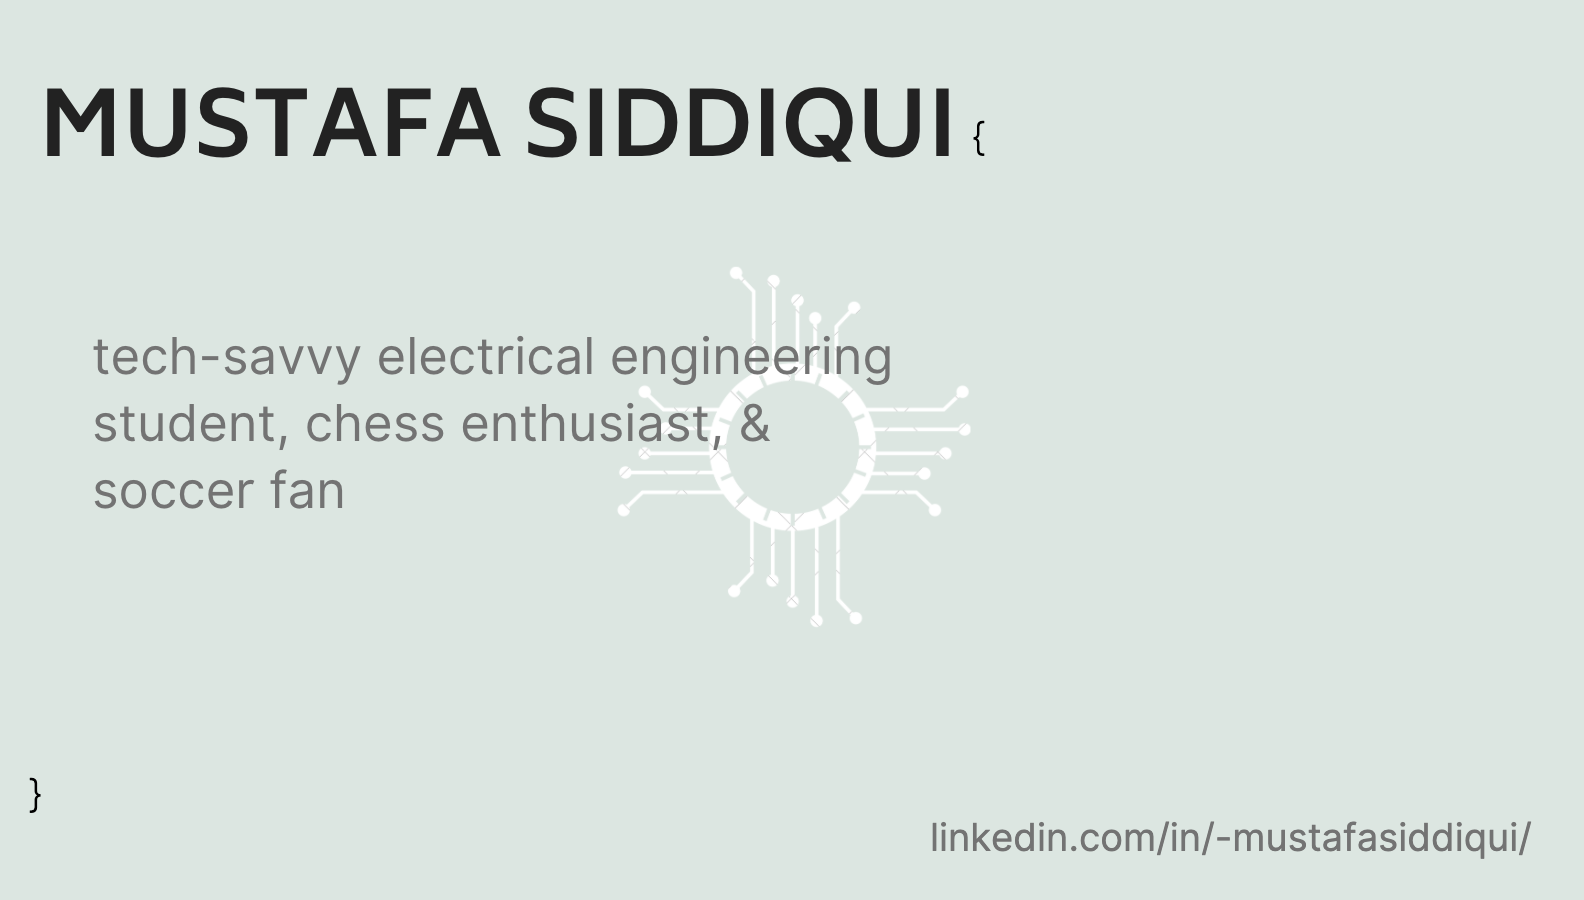 MUSTAFA SIDDIQUI {
tech-savvy electrical engineering
student, chess enthusiast, &
soccer fan
}
linkedin.com/in/-mustafasiddiqui/